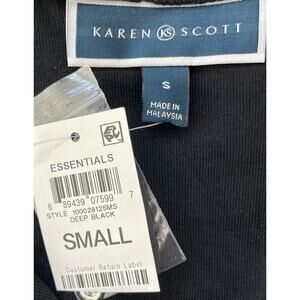 KAREN KS SCOTT
S
MADE IN
MALAYSIA
ESSENTIALS
6 89439 07599 7
STYLE 100028125MS
DEEP BLACK
SMALL
Customer Return Label